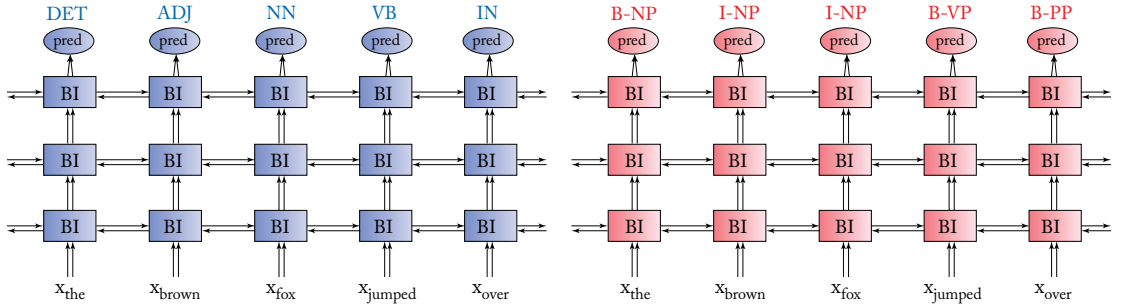 DET ADJ NN VB IN B-NP I-NP I-NP B-VP B-PP
pred pred pred pred pred pred pred pred pred pred
BI BI BI BI BI BI BI BI BI BI
BI BI BI BI BI BI BI BI BI BI
BI BI BI BI BI BI BI BI BI BI
x_the x_brown x_fox x_jumped x_over x_the x_brown x_fox x_jumped x_over